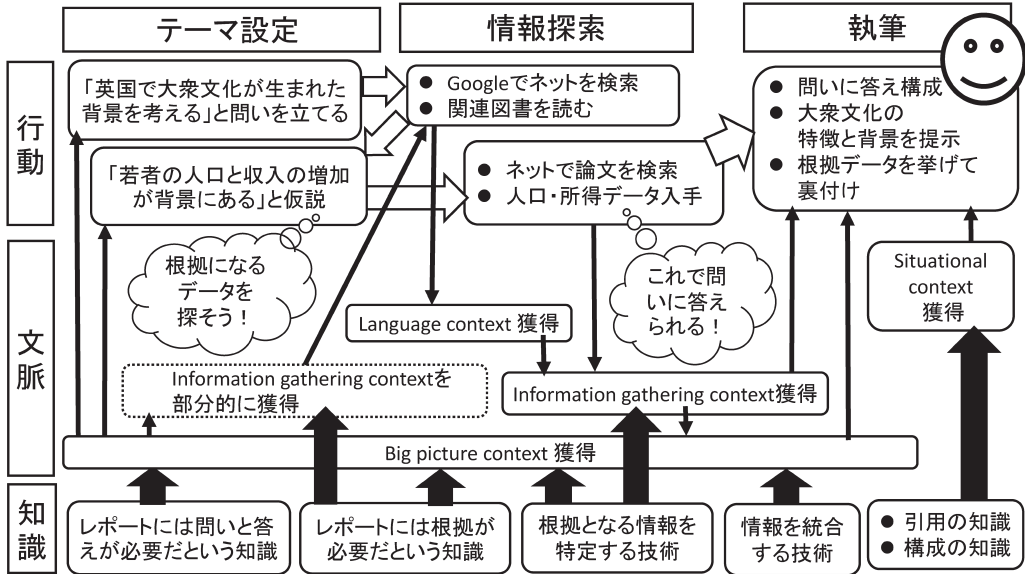 テーマ設定
情報探索
執筆
行動
「英国で大衆文化が生まれた
背景を考える」と問いを立てる
● Googleでネットを検索
● 関連図書を読む
● 問いに答え構成
● 大衆文化の
特徴と背景を提示
● 根拠データを挙げて
裏付け
「若者の人口と収入の増加
が背景にある」と仮説
● ネットで論文を検索
● 人口・所得データ入手
文脈
根拠になる
データを
探そう！
これで問
いに答え
られる！
Situational
context
獲得
Language context 獲得
Information gathering contextを
部分的に獲得
Information gathering context獲得
Big picture context 獲得
知識
レポートには問いと答
えが必要だという知識
レポートには根拠が
必要だという知識
根拠となる情報を
特定する技術
情報を統合
する技術
● 引用の知識
● 構成の知識